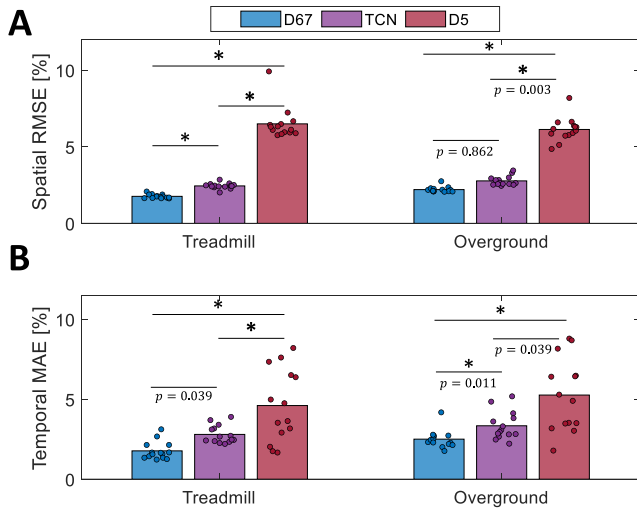 D67 TCN D5
A
Spatial RMSE [%]
10
5
0
*
*
*
*
*
p = 0.003
p = 0.862
Treadmill
Overground
B
Temporal MAE [%]
10
5
0
*
*
p = 0.039
*
p = 0.039
*
p = 0.011
Treadmill
Overground